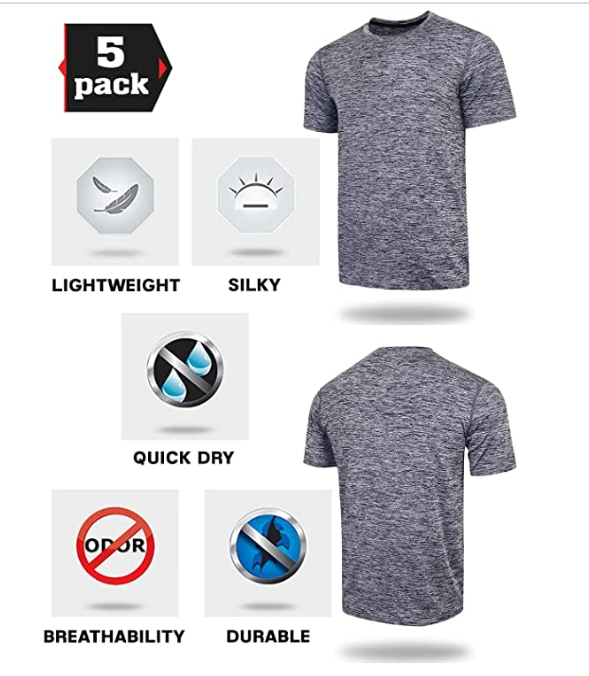 5
pack
LIGHTWEIGHT
SILKY
QUICK DRY
ODOR
BREATHABILITY
DURABLE